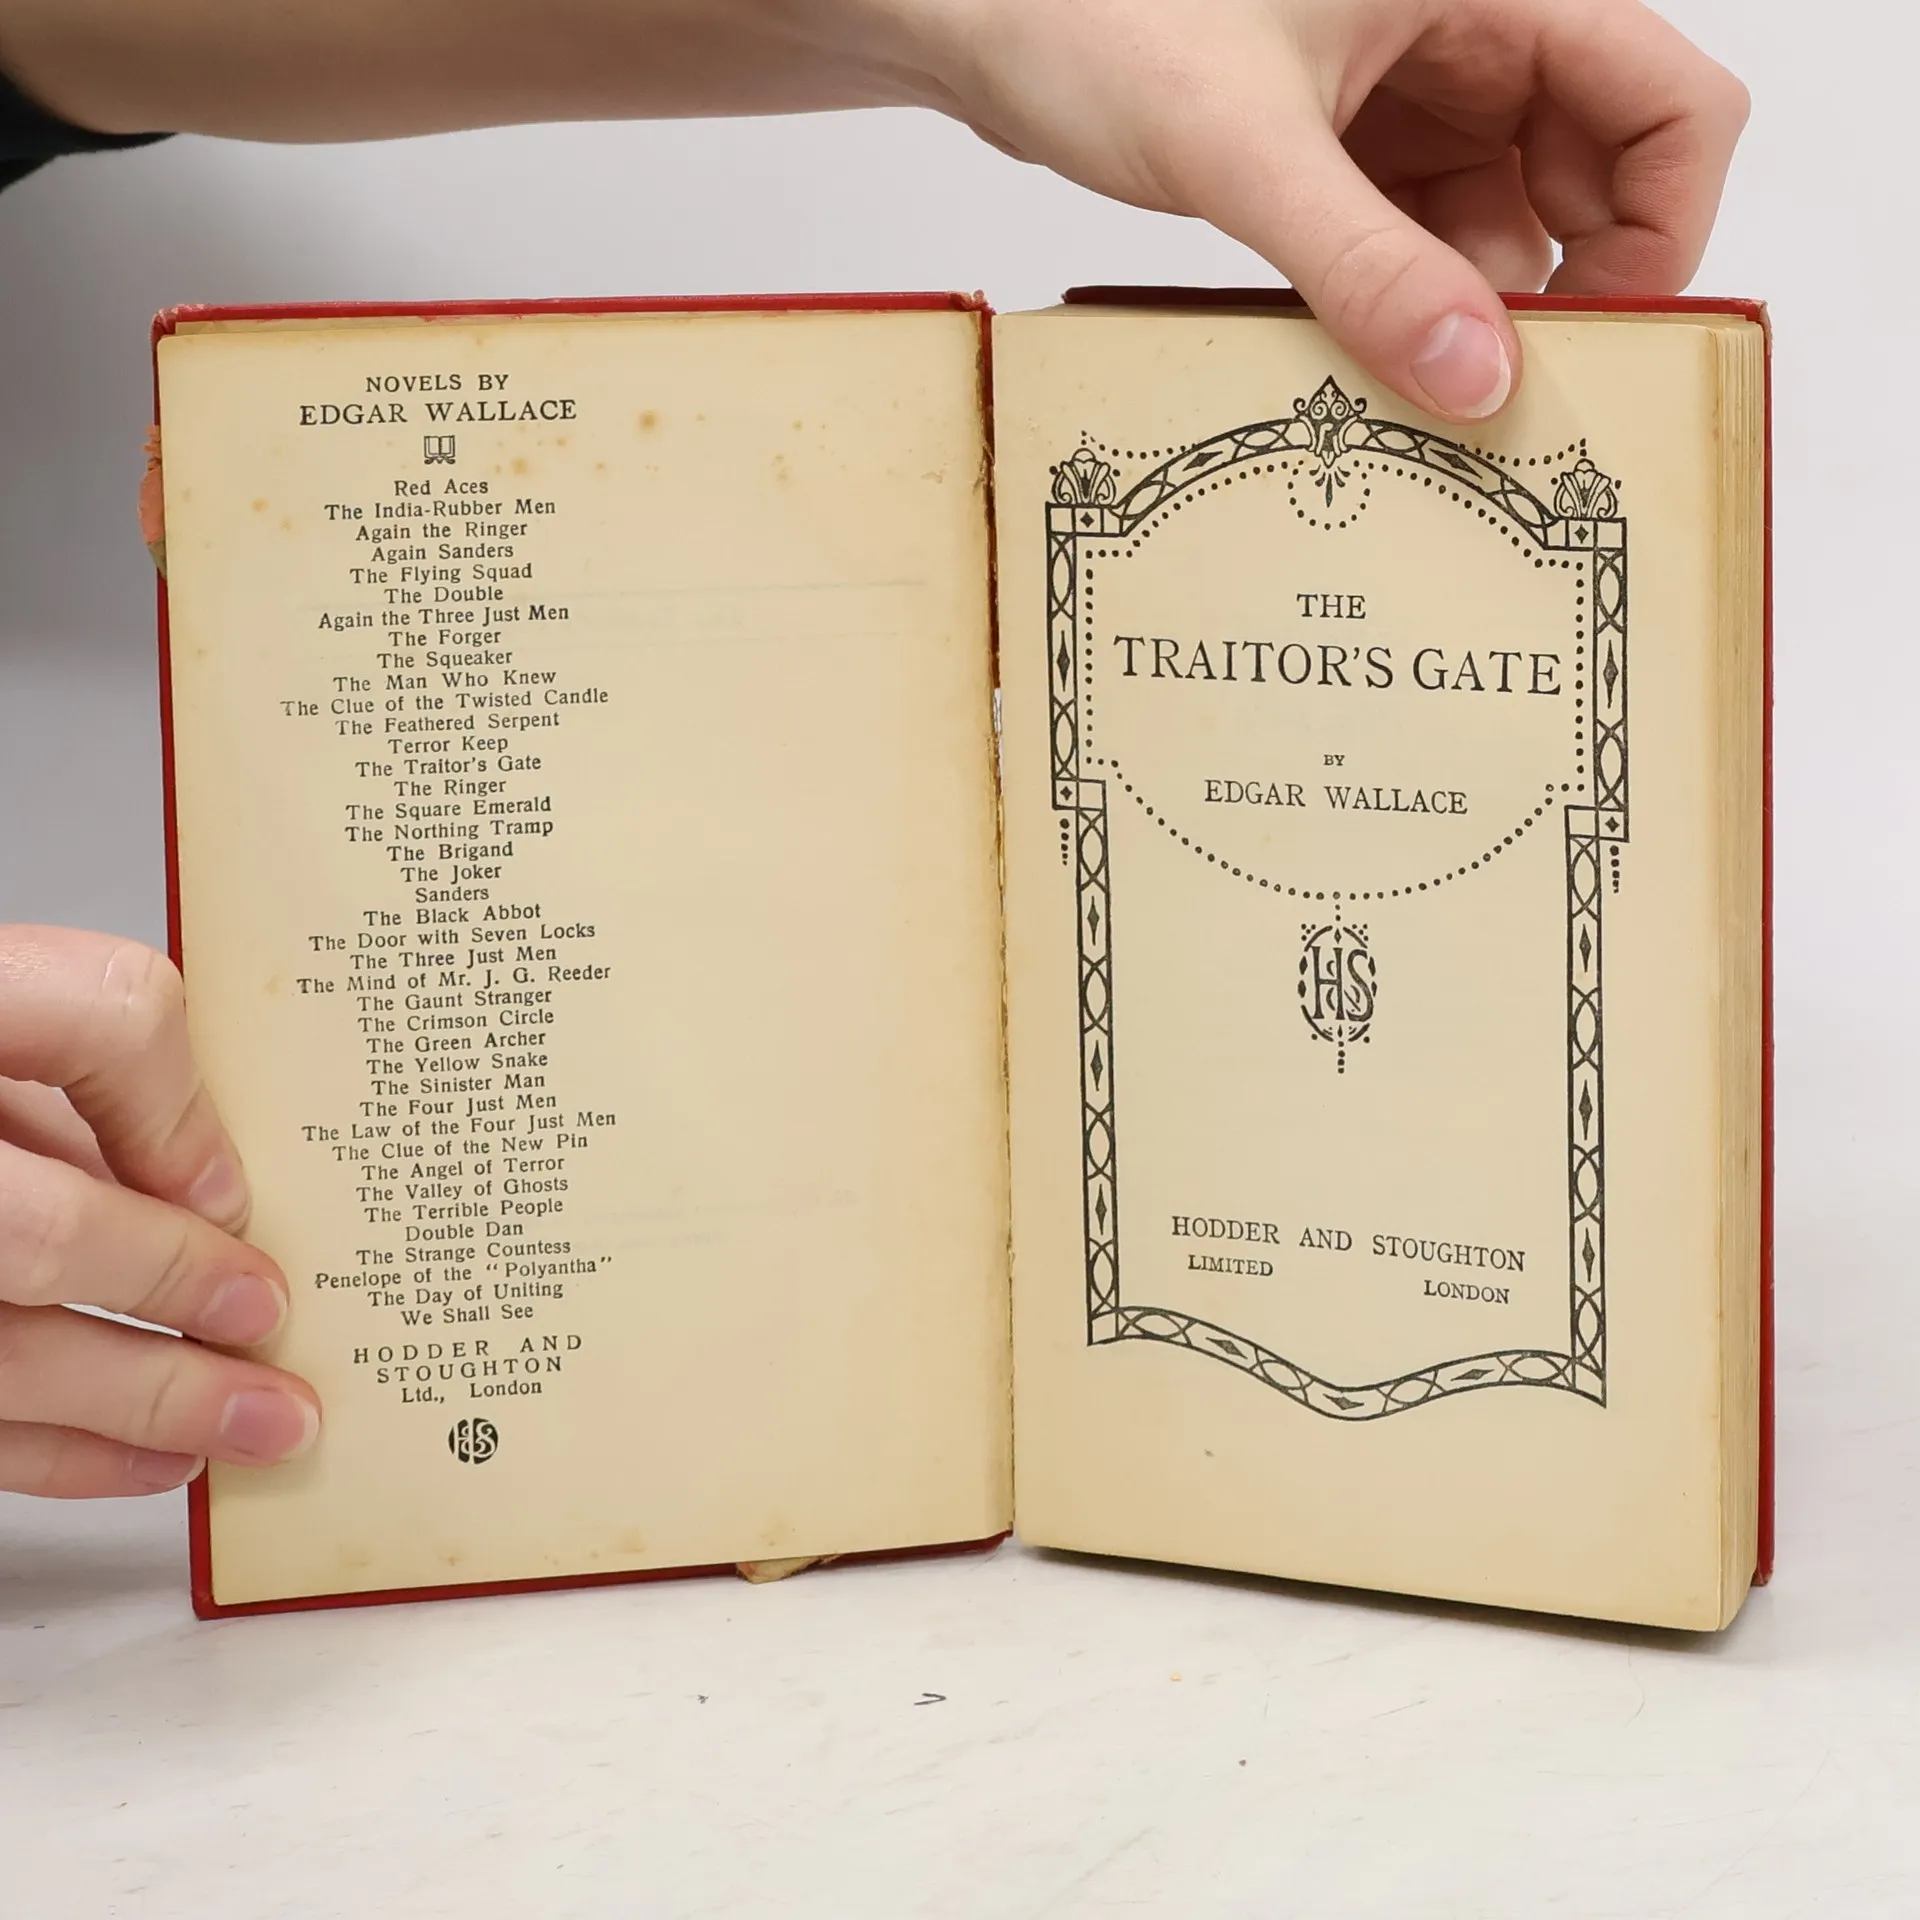 NOVELS BY
EDGAR WALLACE
Red Aces
The India-Rubber Men
Again the Ringer
Again Sanders
The Flying Squad
The Double
Again the Three Just Men
The Forger
The Squeaker
The Man Who Knew
The Clue of the Twisted Candle
The Feathered Serpent
Terror Keep
The Traitor's Gate
The Ringer
The Square Emerald
The Northing Tramp
The Brigand
The Joker
Sanders
The Black Abbot
The Door with Seven Locks
The Three Just Men
The Mind of Mr. J. G. Reeder
The Gaunt Stranger
The Crimson Circle
The Green Archer
The Yellow Snake
The Sinister Man
The Four Just Men
The Law of the Four Just Men
The Clue of the New Pin
The Angel of Terror
The Valley of Ghosts
The Terrible People
Double Dan
The Strange Countess
Penelope of the "Polyantha"
The Day of Uniting
We Shall See
HODDER AND
STOUGHTON
Ltd., London
H&S
THE
TRAITOR'S GATE
BY
EDGAR WALLACE
HS
HODDER AND STOUGHTON
LIMITED LONDON